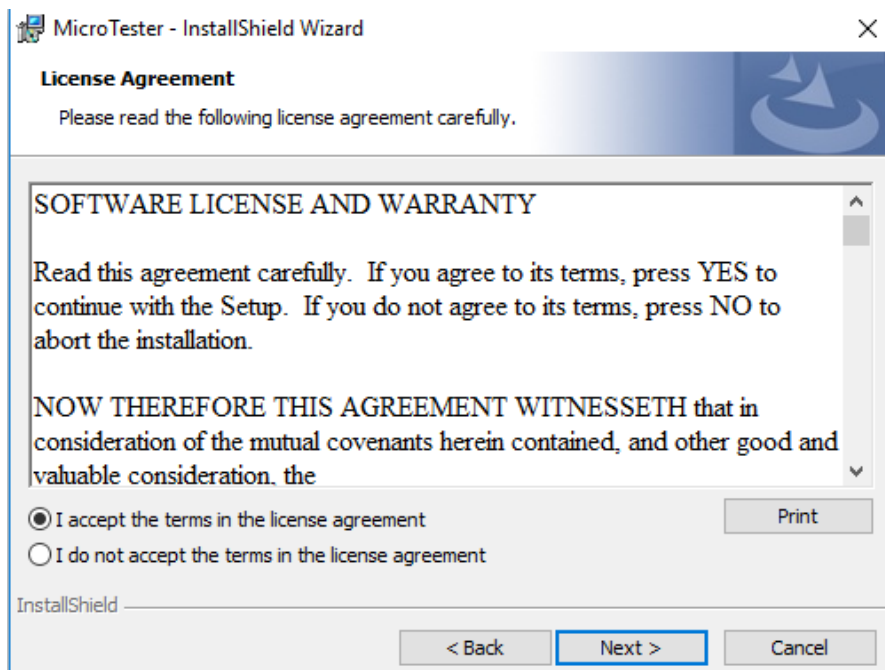 MicroTester - InstallShield Wizard
License Agreement
Please read the following license agreement carefully.
SOFTWARE LICENSE AND WARRANTY
Read this agreement carefully.  If you agree to its terms, press YES to
continue with the Setup.  If you do not agree to its terms, press NO to
abort the installation.
NOW THEREFORE THIS AGREEMENT WITNESSETH that in
consideration of the mutual covenants herein contained, and other good and
valuable consideration, the
I accept the terms in the license agreement
Print
I do not accept the terms in the license agreement
InstallShield
< Back
Next >
Cancel